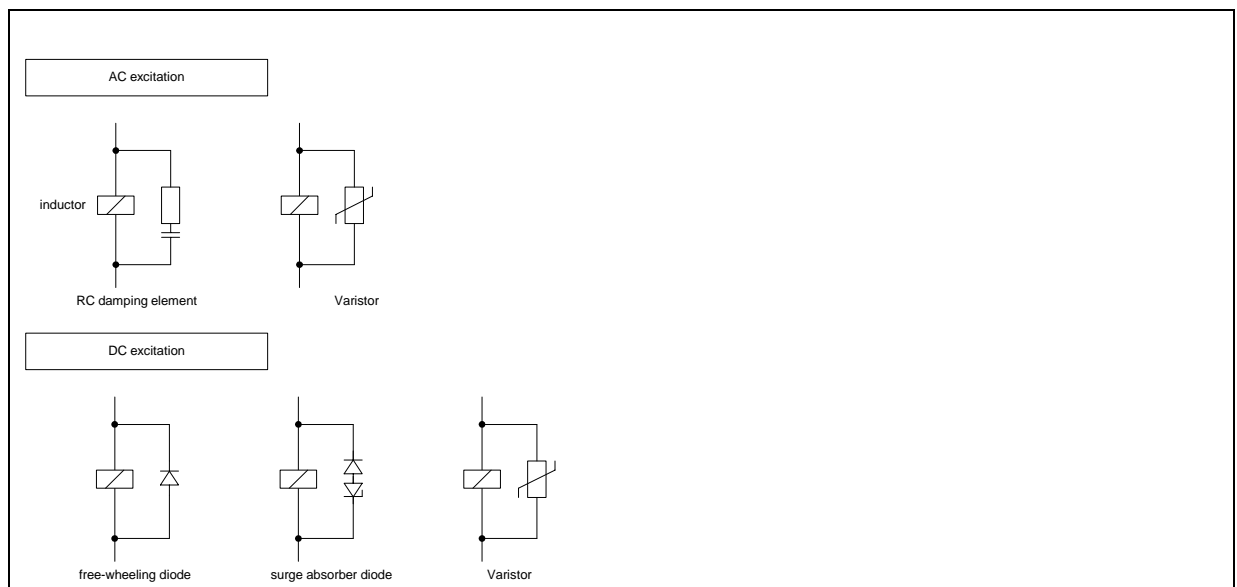 AC excitation
inductor
RC damping element
Varistor
DC excitation
free-wheeling diode
surge absorber diode
Varistor